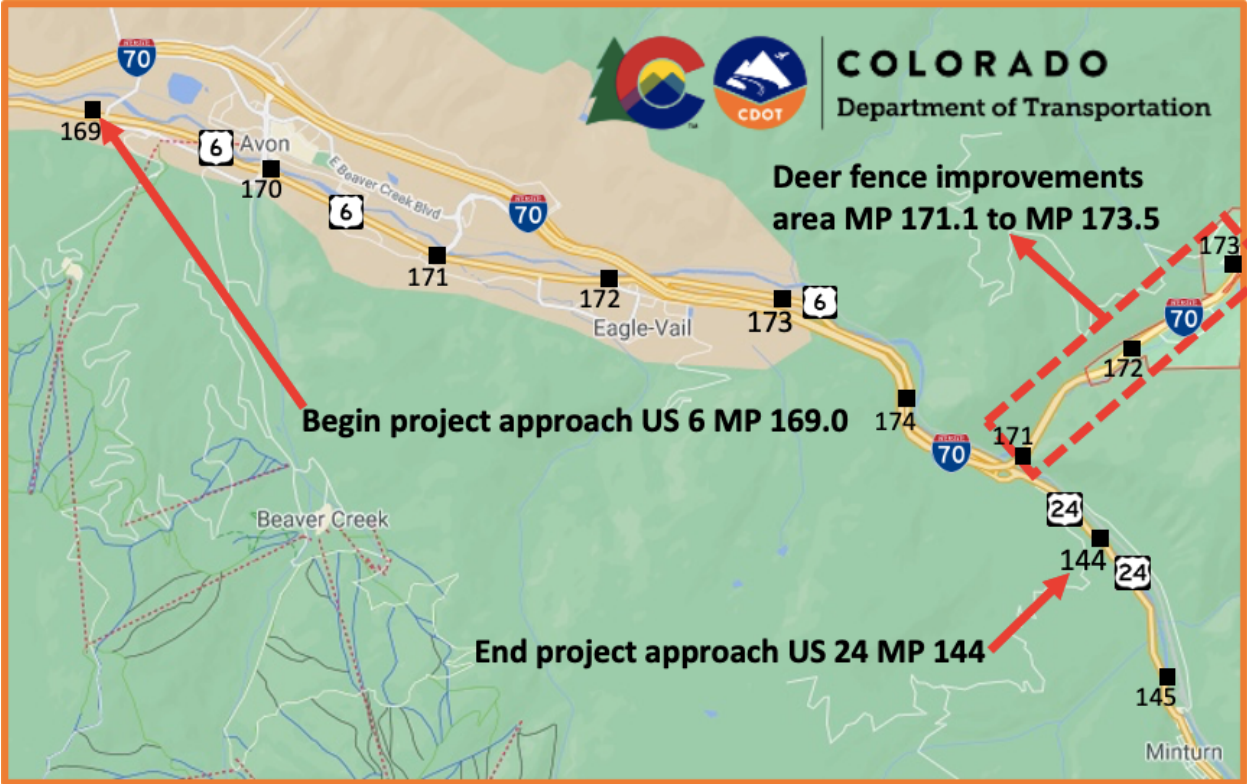 70
COLORADO
Department of Transportation
CDOT
TM
169
6
Avon
170
E Beaver Creek Blvd
6
70
Deer fence improvements
area MP 171.1 to MP 173.5
171
172
173
6
Eagle-Vail
173
70
172
Begin project approach US 6 MP 169.0
174
171
70
24
Beaver Creek
144
24
End project approach US 24 MP 144
145
Minturn